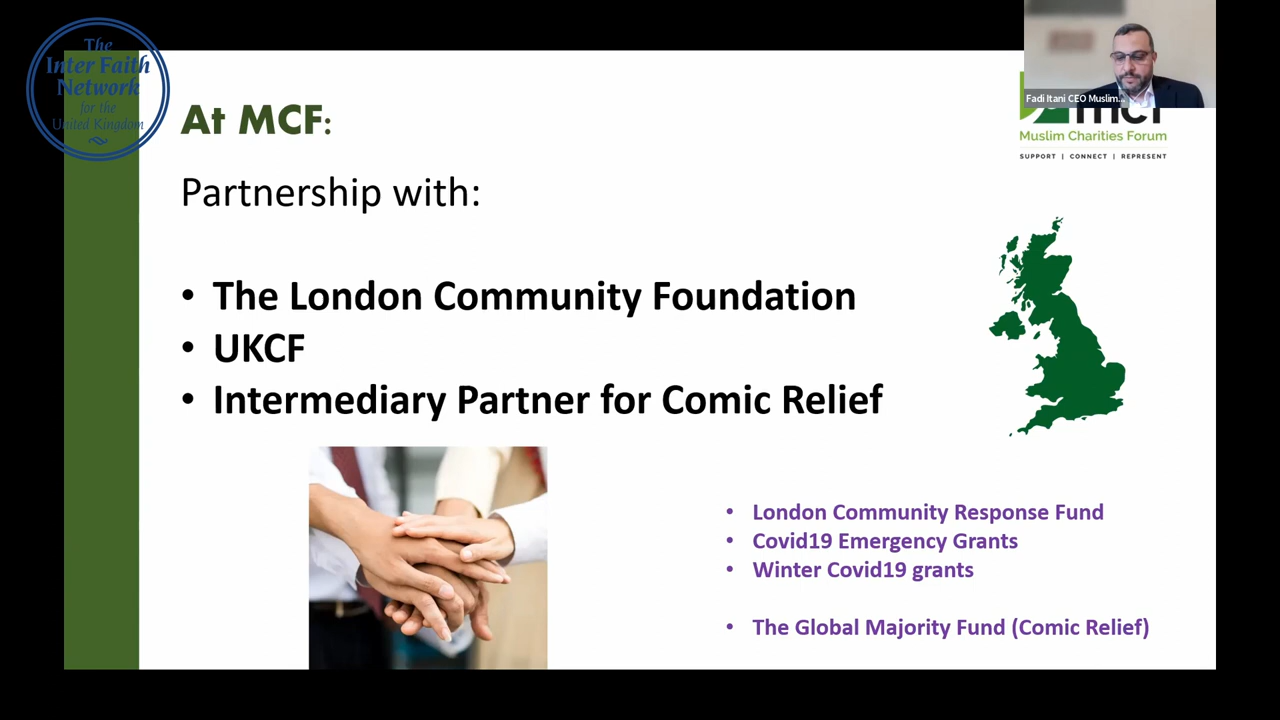 The
Inter Faith
Network
for the
United Kingdom
At MCF:
Fadi Itani CEO Muslim...
mcf
Muslim Charities Forum
SUPPORT | CONNECT | REPRESENT
Partnership with:
• The London Community Foundation
• UKCF
• Intermediary Partner for Comic Relief
• London Community Response Fund
• Covid19 Emergency Grants
• Winter Covid19 grants
• The Global Majority Fund (Comic Relief)